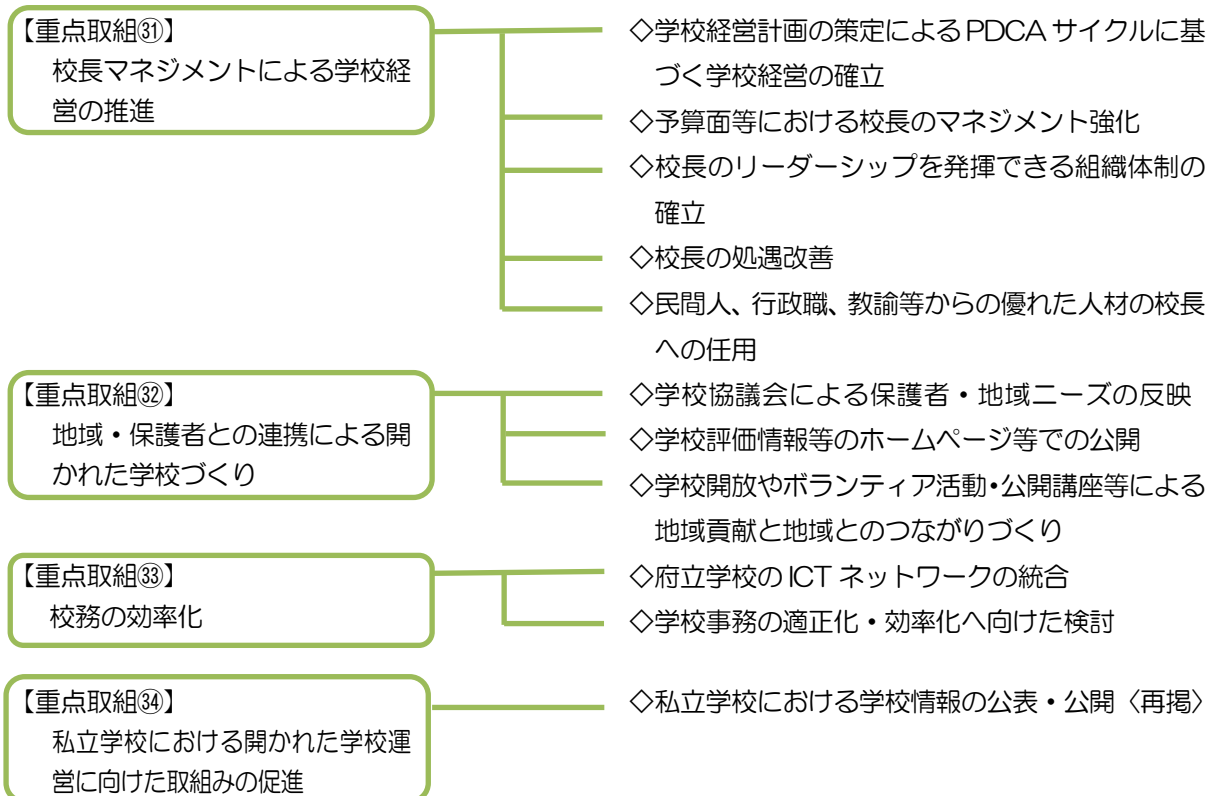 【重点取組㉛】
校長マネジメントによる学校経
営の推進
◇学校経営計画の策定によるPDCAサイクルに基
づく学校経営の確立
◇予算面等における校長のマネジメント強化
◇校長のリーダーシップを発揮できる組織体制の
確立
◇校長の処遇改善
◇民間人、行政職、教諭等からの優れた人材の校長
への任用
【重点取組㉜】
地域・保護者との連携による開
かれた学校づくり
◇学校協議会による保護者・地域ニーズの反映
◇学校評価情報等のホームページ等での公開
◇学校開放やボランティア活動・公開講座等による
地域貢献と地域とのつながりづくり
【重点取組㉝】
校務の効率化
◇府立学校のICTネットワークの統合
◇学校事務の適正化・効率化へ向けた検討
【重点取組㉞】
私立学校における開かれた学校運
営に向けた取組みの促進
◇私立学校における学校情報の公表・公開〈再掲〉